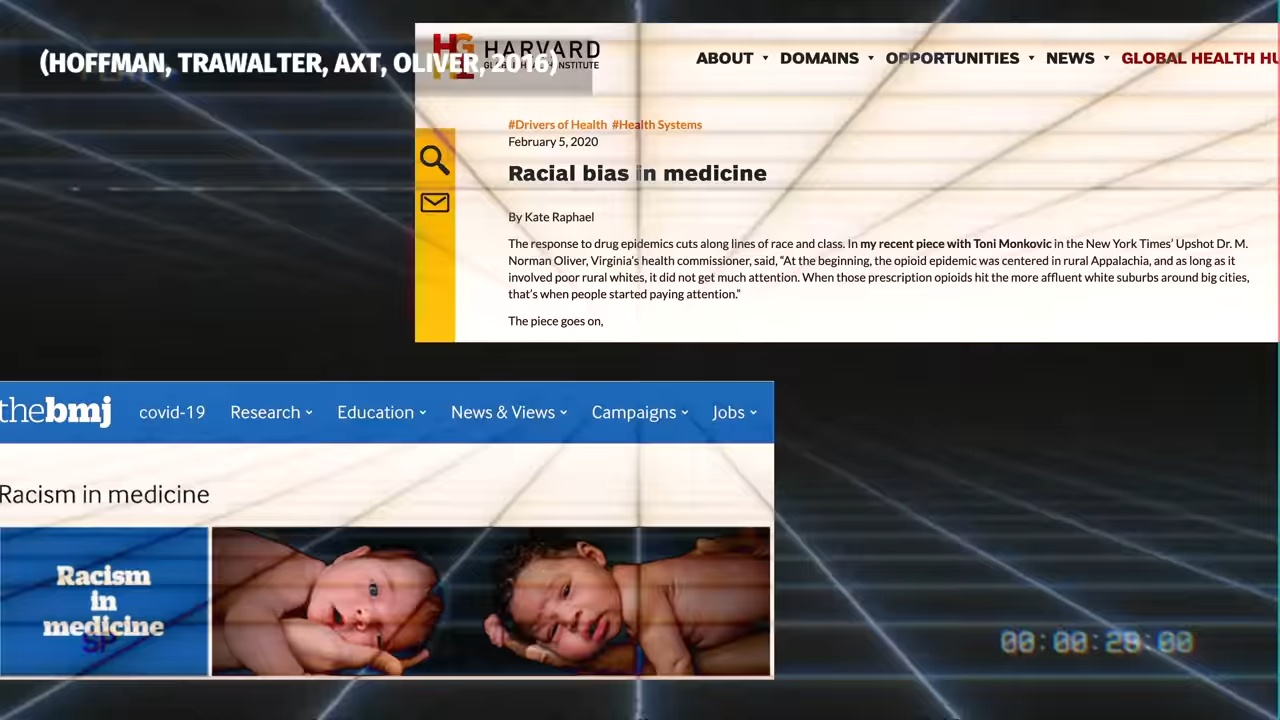 (HOFFMAN, TRAWALTER, AXT, OLIVER, 2016)
HARVARD
ABOUT DOMAINS OPPORTUNITIES NEWS GLOBAL HEALTH
#Drivers of Health #Health Systems
February 5, 2020
Racial bias in medicine
By Kate Raphael
The response to drug epidemics cuts along lines of race and class. In my recent piece with Toni Monkovic in the New York Times’ Upshot Dr. M.
Norman Oliver, Virginia’s health commissioner, said, “At the beginning, the opioid epidemic was centered in rural Appalachia, and as long as it
involved poor rural whites, it did not get much attention. When those prescription opioids hit the more affluent white suburbs around big cities,
that’s when people started paying attention.”
The piece goes on,
thebmj covid-19 Research Education News & Views Campaigns Jobs
Racism in medicine
Racism
in
medicine
SP
00:00:28:00